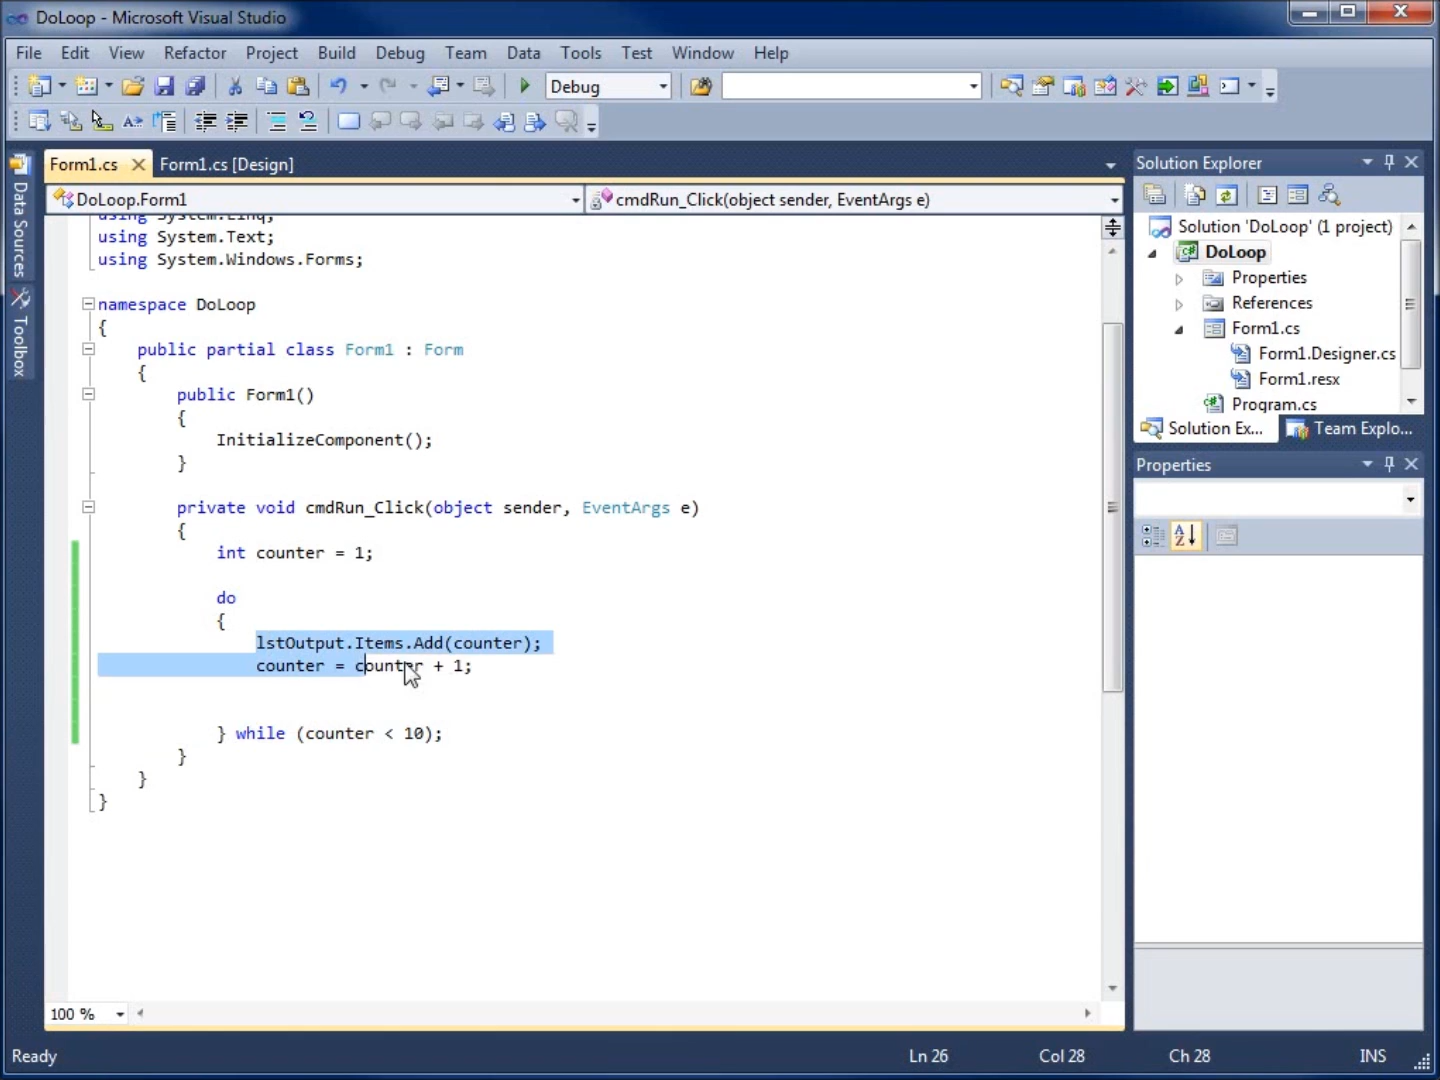 DoLoop - Microsoft Visual Studio
File Edit View Refactor Project Build Debug Team Data Tools Test Window Help
Debug
Data Sources
Toolbox
Form1.cs Form1.cs [Design]
DoLoop.Form1 cmdRun_Click(object sender, EventArgs e)
using System.Linq;
using System.Text;
using System.Windows.Forms;
namespace DoLoop
{
public partial class Form1 : Form
{
public Form1()
{
InitializeComponent();
}
private void cmdRun_Click(object sender, EventArgs e)
{
int counter = 1;
do
{
lstOutput.Items.Add(counter);
counter = counter + 1;
} while (counter < 10);
}
}
}
100 %
Solution Explorer
Solution 'DoLoop' (1 project)
DoLoop
Properties
References
Form1.cs
Form1.Designer.cs
Form1.resx
Program.cs
Solution Ex... Team Explo...
Properties
Ready Ln 26 Col 28 Ch 28 INS